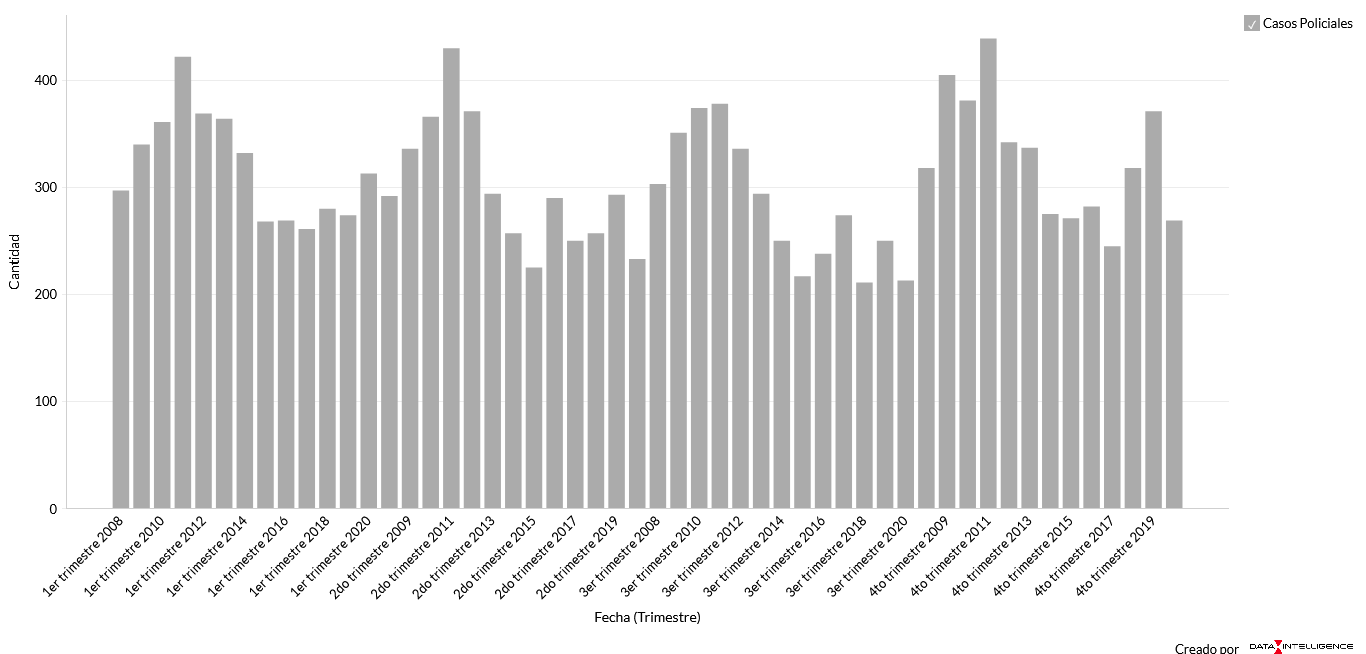 Casos Policiales
400
300
200
100
0
Cantidad
1er trimestre 2008
1er trimestre 2010
1er trimestre 2012
1er trimestre 2014
1er trimestre 2016
1er trimestre 2018
1er trimestre 2020
2do trimestre 2009
2do trimestre 2011
2do trimestre 2013
2do trimestre 2015
2do trimestre 2017
2do trimestre 2019
3er trimestre 2008
3er trimestre 2010
3er trimestre 2012
3er trimestre 2014
3er trimestre 2016
3er trimestre 2018
3er trimestre 2020
4to trimestre 2009
4to trimestre 2011
4to trimestre 2013
4to trimestre 2015
4to trimestre 2017
4to trimestre 2019
Fecha (Trimestre)
Creado por DATA INTELLIGENCE